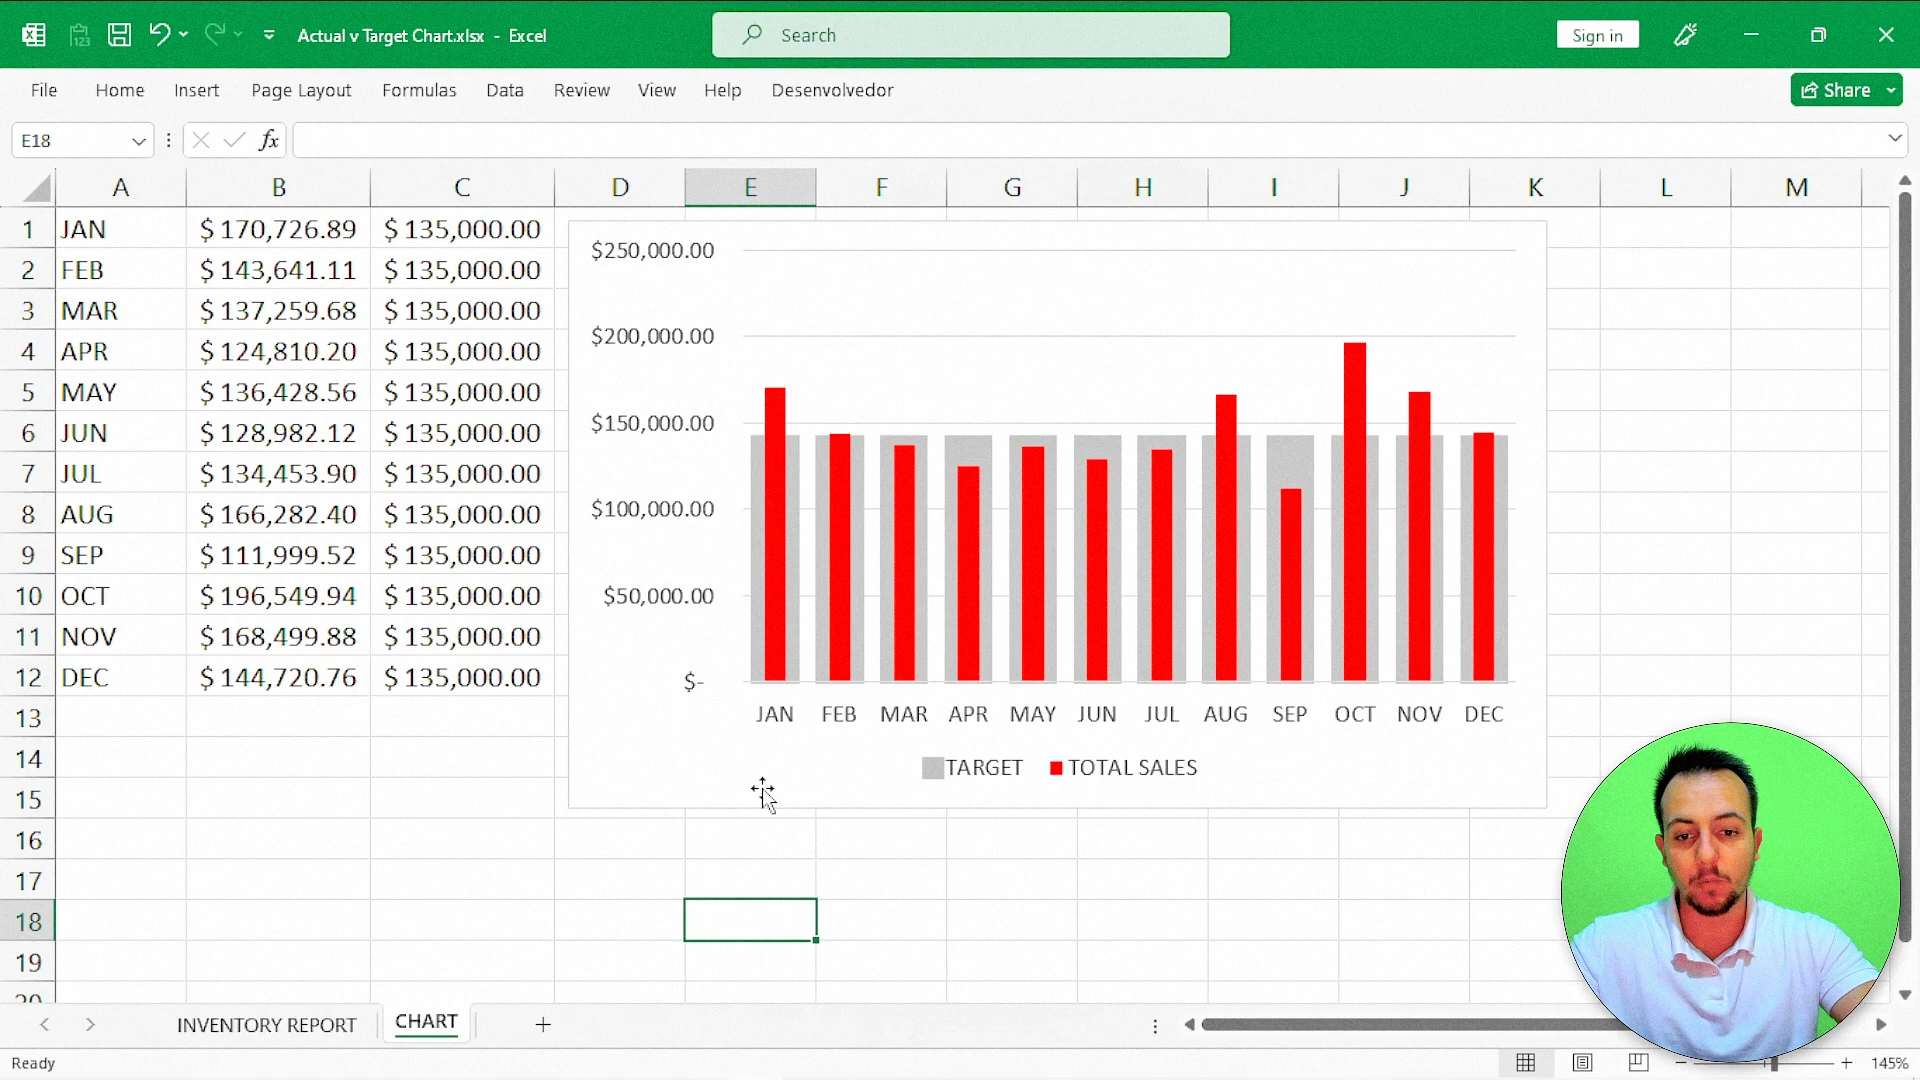 Actual v Target Chart.xlsx - Excel
Search
Sign in
File Home Insert Page Layout Formulas Data Review View Help Desenvolvedor
Share
E18
fx
A B C D E F G H I J K L M
1 JAN $ 170,726.89 $ 135,000.00
2 FEB $ 143,641.11 $ 135,000.00
3 MAR $ 137,259.68 $ 135,000.00
4 APR $ 124,810.20 $ 135,000.00
5 MAY $ 136,428.56 $ 135,000.00
6 JUN $ 128,982.12 $ 135,000.00
7 JUL $ 134,453.90 $ 135,000.00
8 AUG $ 166,282.40 $ 135,000.00
9 SEP $ 111,999.52 $ 135,000.00
10 OCT $ 196,549.94 $ 135,000.00
11 NOV $ 168,499.88 $ 135,000.00
12 DEC $ 144,720.76 $ 135,000.00
13
14
15
16
17
18
19
20
$250,000.00
$200,000.00
$150,000.00
$100,000.00
$50,000.00
$-
JAN FEB MAR APR MAY JUN JUL AUG SEP OCT NOV DEC
TARGET TOTAL SALES
INVENTORY REPORT CHART
Ready
145%